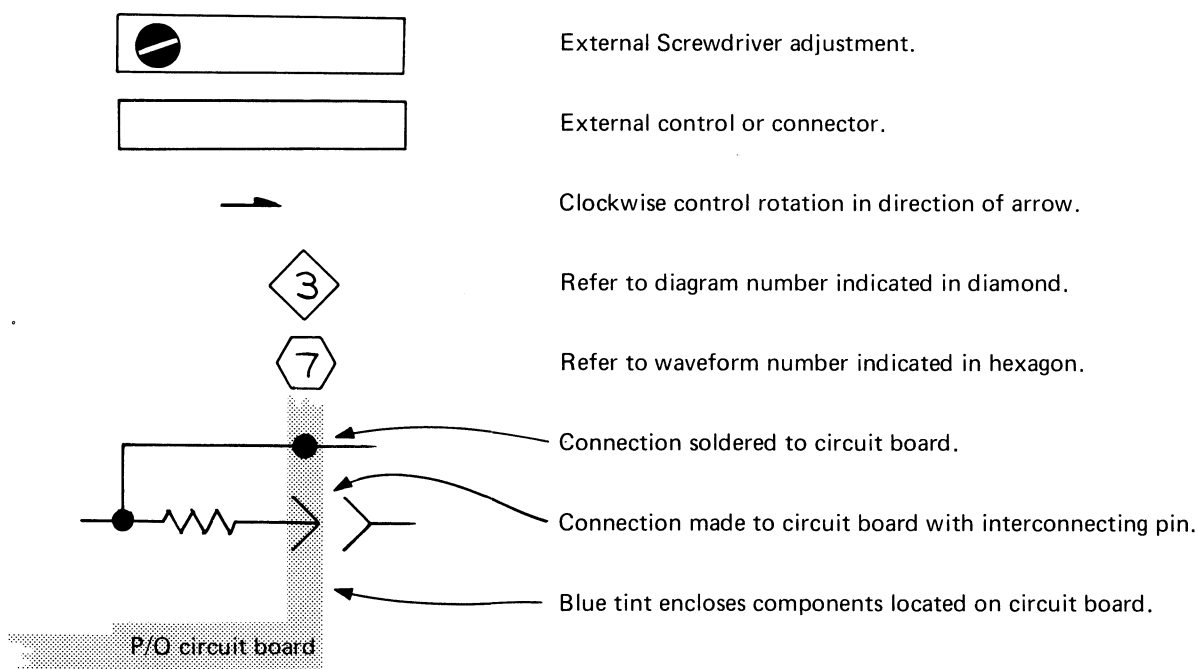 External Screwdriver adjustment.
External control or connector.
Clockwise control rotation in direction of arrow.
3
Refer to diagram number indicated in diamond.
7
Refer to waveform number indicated in hexagon.
Connection soldered to circuit board.
Connection made to circuit board with interconnecting pin.
Blue tint encloses components located on circuit board.
P/O circuit board